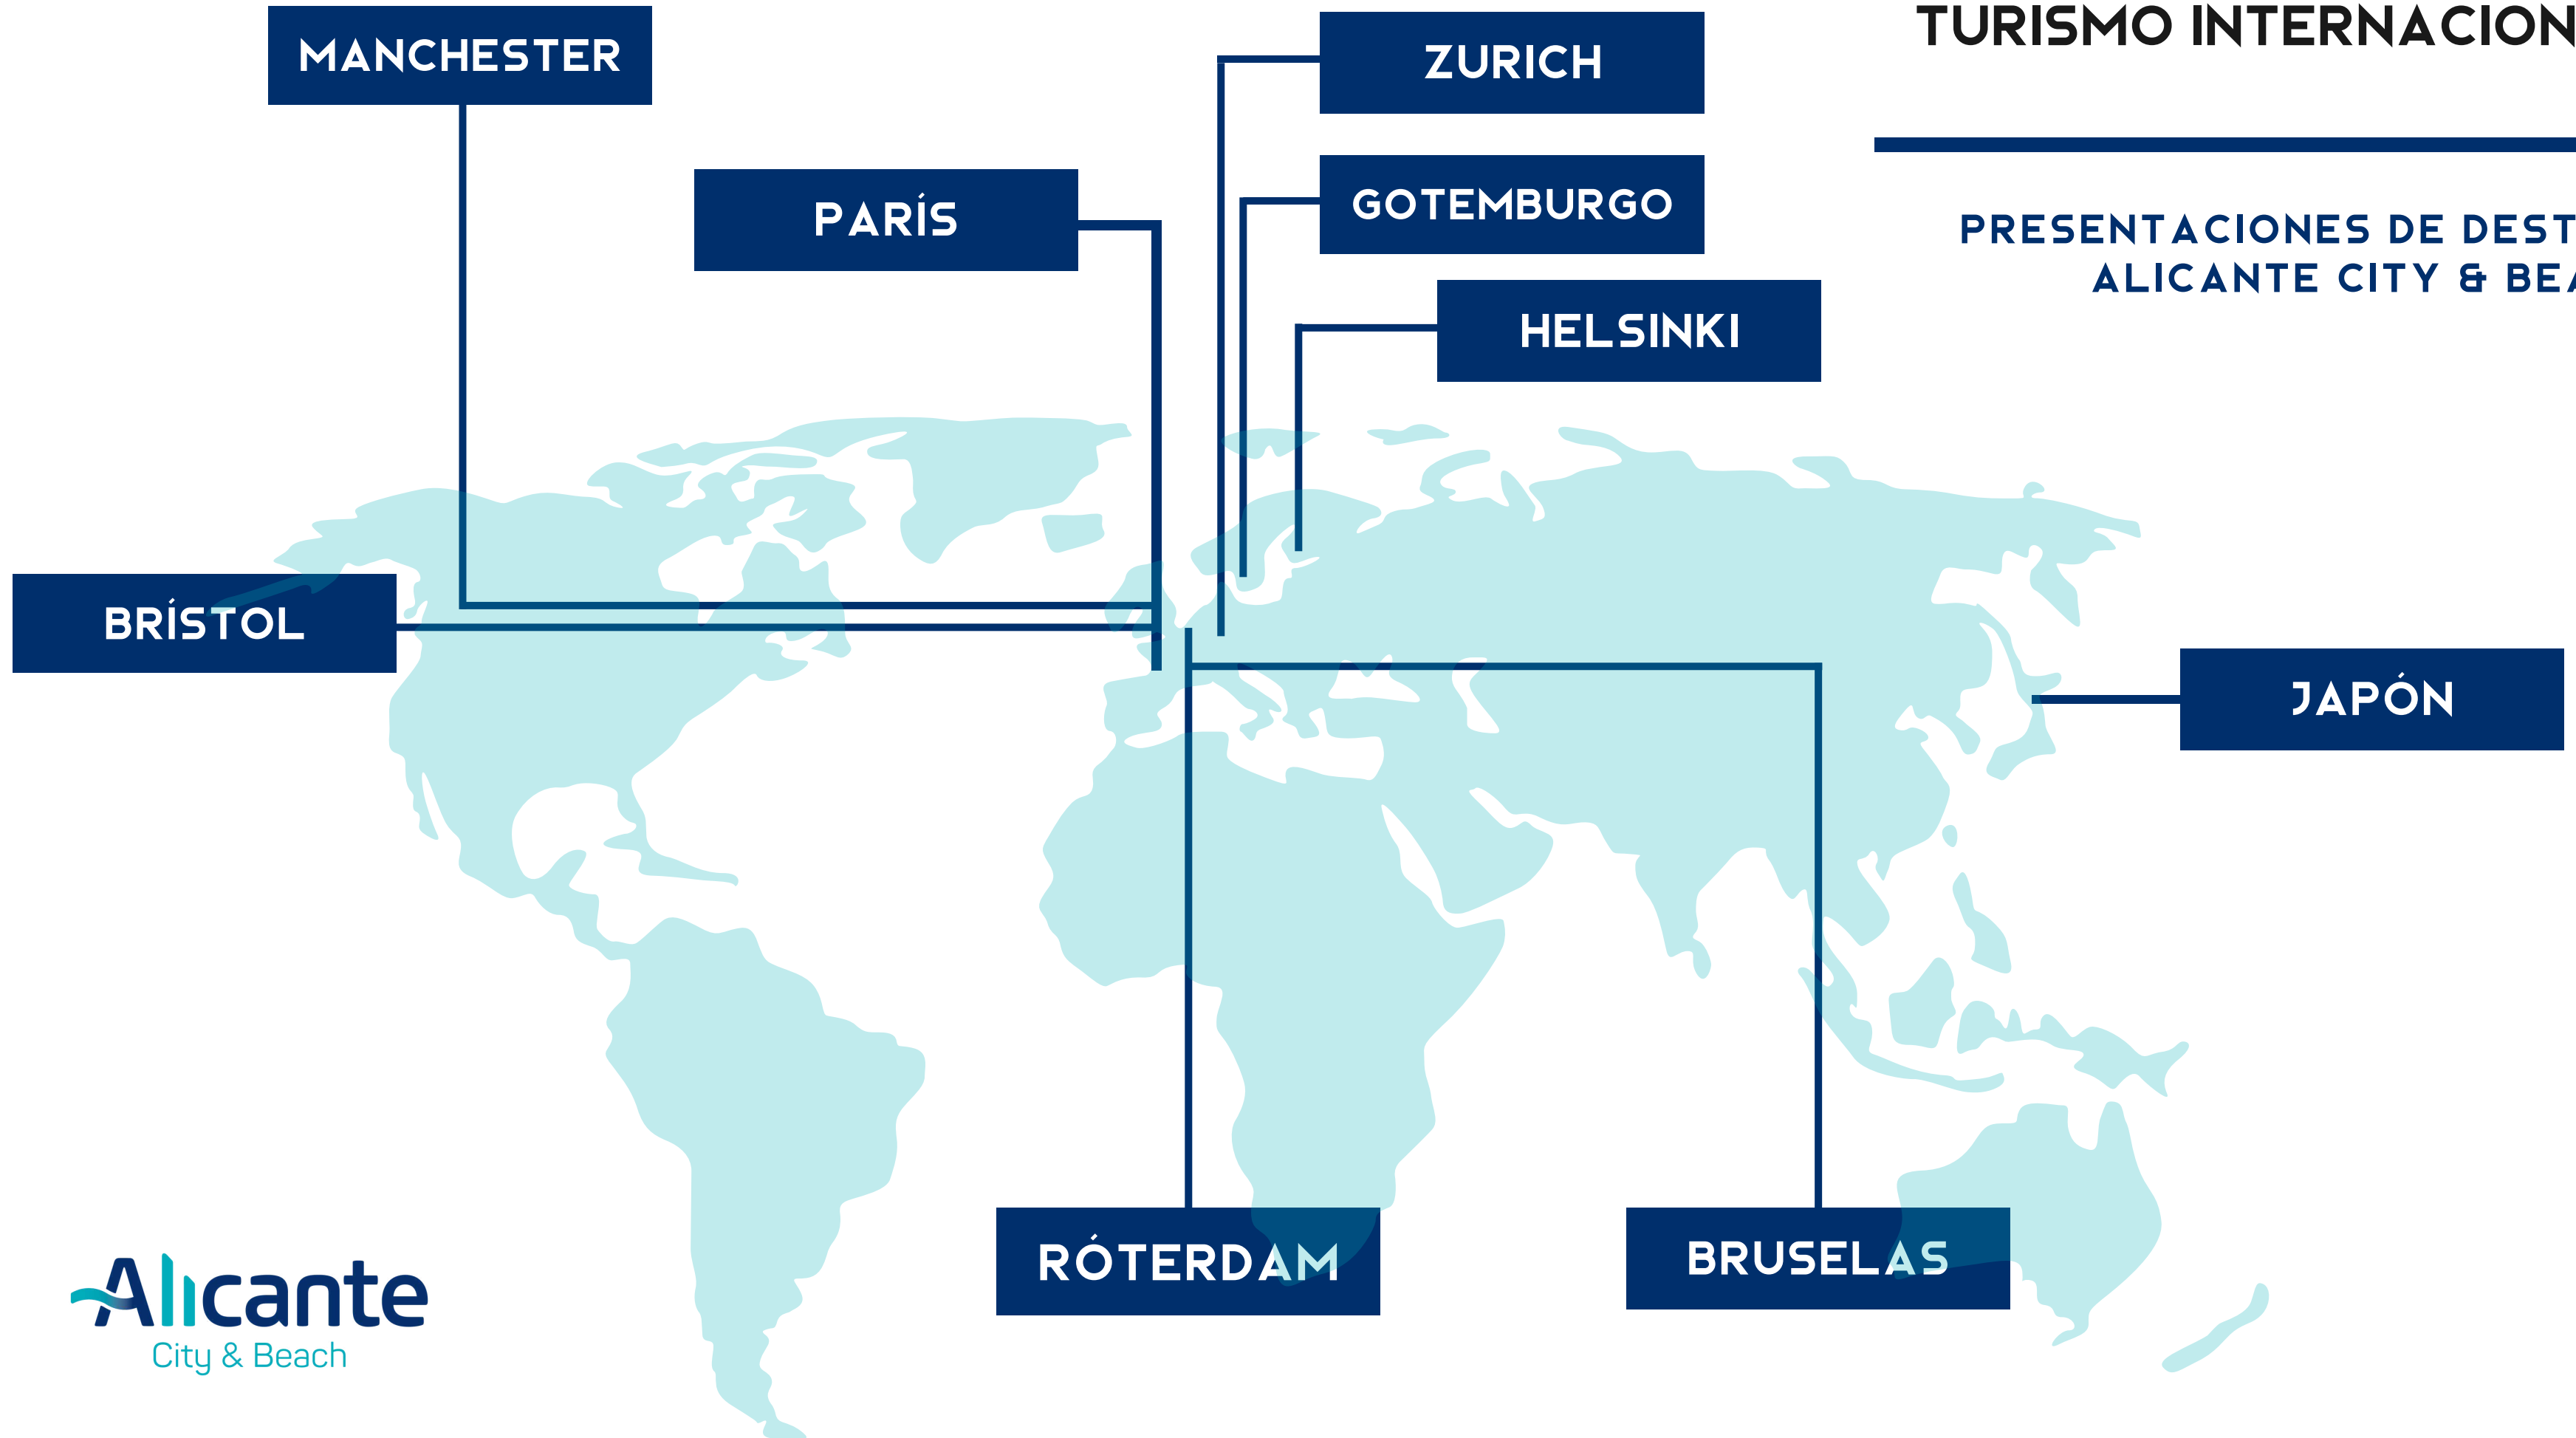 MANCHESTER
ZURICH
TURISMO INTERNACION
PARÍS
GOTEMBURGO
PRESENTACIONES DE DEST
ALICANTE CITY & BEA
HELSINKI
BRÍSTOL
JAPÓN
RÓTERDAM
BRUSELAS
Alicante
City & Beach